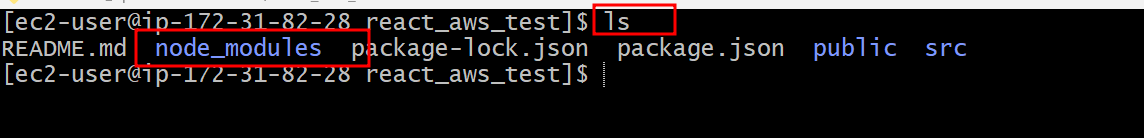 [ec2-user@ip-172-31-82-28 react_aws_test]$ ls
README.md node_modules package-lock.json package.json public src
[ec2-user@ip-172-31-82-28 react_aws_test]$